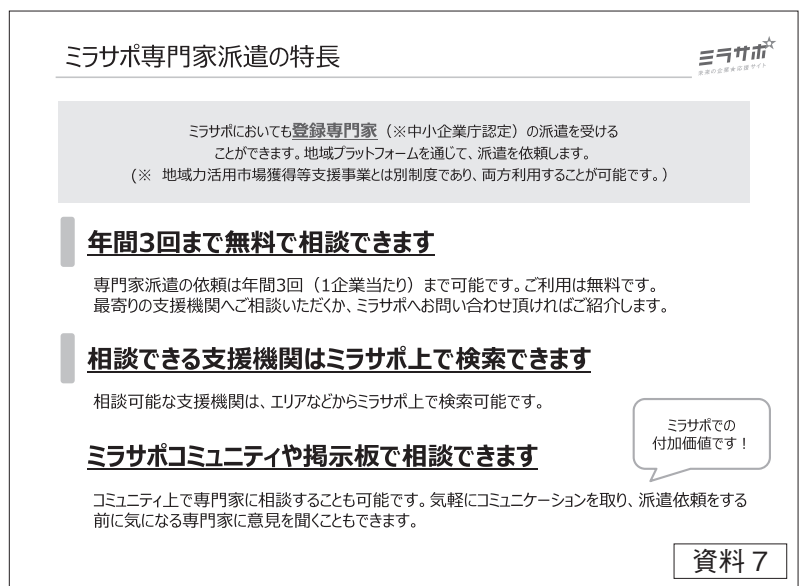 ミラサポ専門家派遣の特長
ミラサポ
未来の企業★応援サイト
ミラサポにおいても登録専門家（※中小企業庁認定）の派遣を受ける
ことができます。地域プラットフォームを通じて、派遣を依頼します。
(※ 地域力活用市場獲得等支援事業とは別制度であり、両方利用することが可能です。)
年間3回まで無料で相談できます
専門家派遣の依頼は年間3回（1企業当たり）まで可能です。ご利用は無料です。
最寄りの支援機関へご相談いただくか、ミラサポへお問い合わせ頂ければご紹介します。
相談できる支援機関はミラサポ上で検索できます
相談可能な支援機関は、エリアなどからミラサポ上で検索可能です。
ミラサポでの
付加価値です！
ミラサポコミュニティや掲示板で相談できます
コミュニティ上で専門家に相談することも可能です。気軽にコミュニケーションを取り、派遣依頼をする
前に気になる専門家に意見を聞くこともできます。
資料７